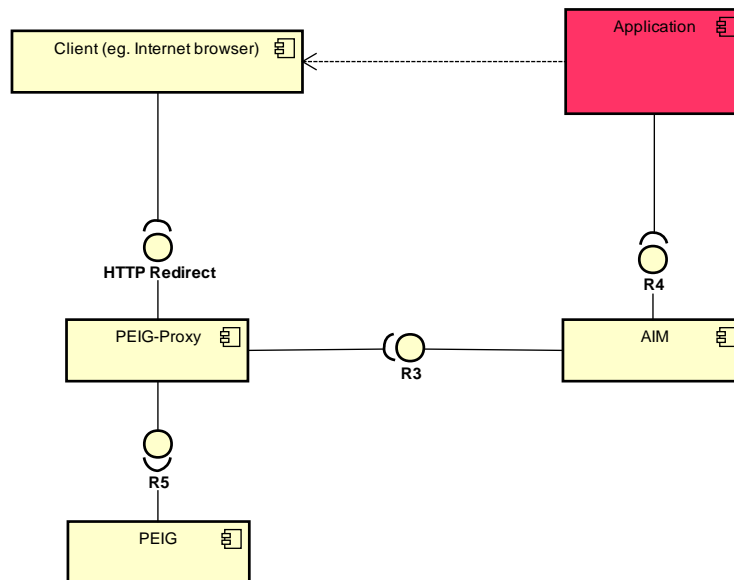 Client (eg. Internet browser)
Application
HTTP Redirect
R4
PEIG-Proxy
AIM
R3
R5
PEIG